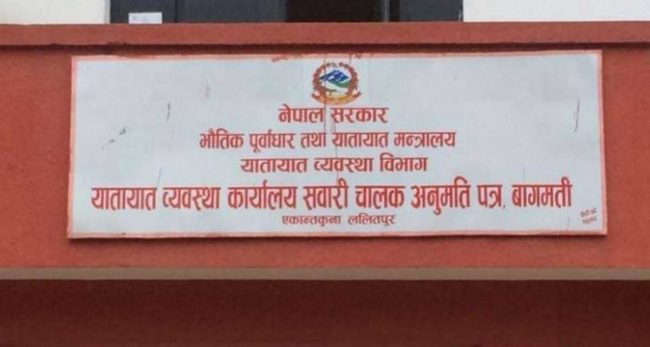 नेपाल सरकार
भौतिक पूर्वाधार तथा यातायात मन्त्रालय
यातायात व्यवस्था विभाग
यातायात व्यवस्था कार्यालय सवारी चालक अनुमति पत्र, बागमती
एकान्तकुना ललितपुर